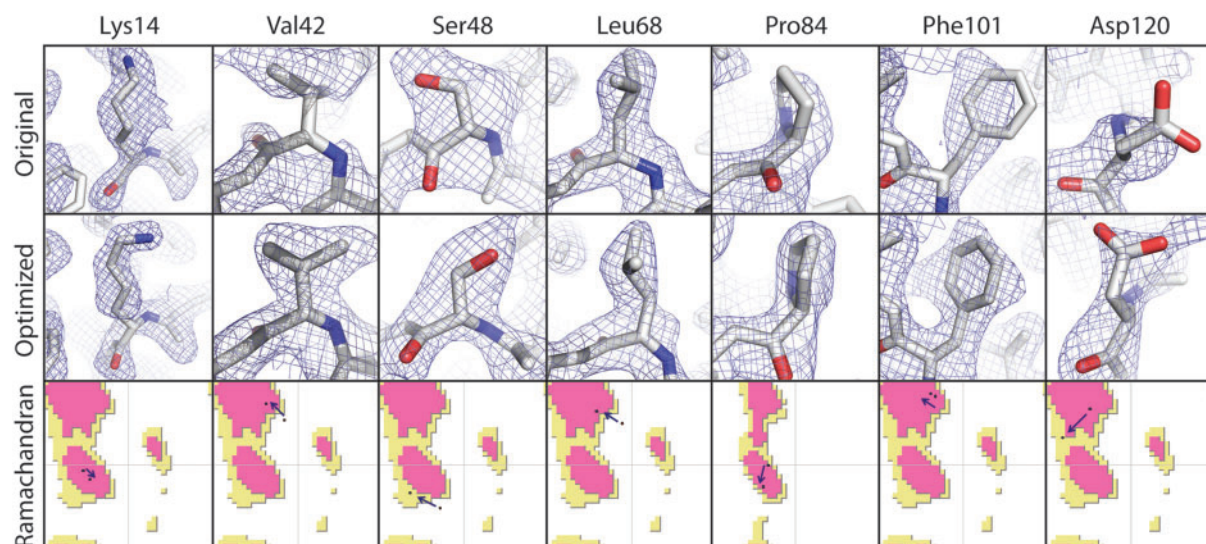 Lys14 Val42 Ser48 Leu68 Pro84 Phe101 Asp120
Original
Optimized
Ramachandran